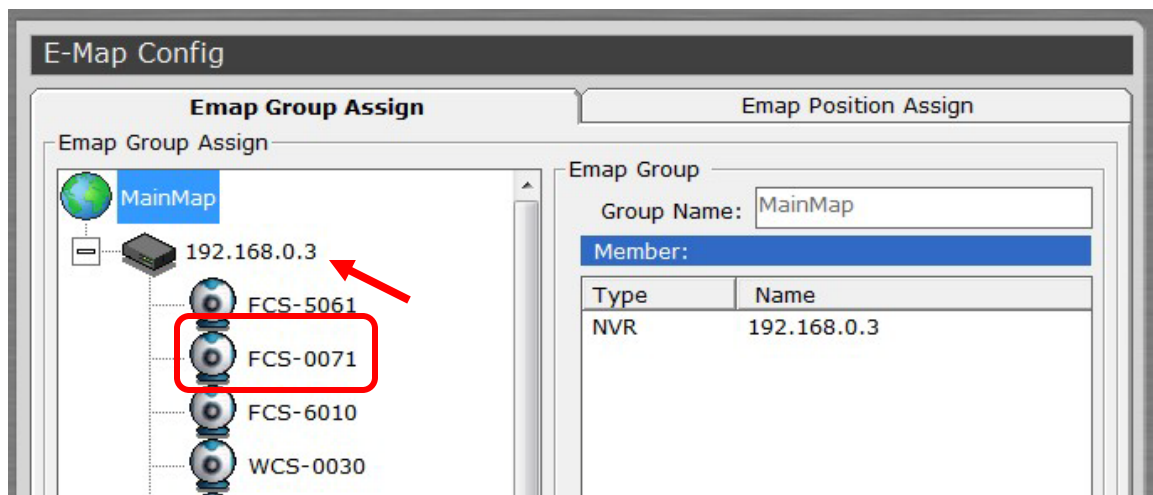 E-Map Config
Emap Group Assign
Emap Position Assign
Emap Group Assign
MainMap
192.168.0.3
FCS-5061
FCS-0071
FCS-6010
WCS-0030
Emap Group
Group Name: MainMap
Member:
Type Name
NVR 192.168.0.3